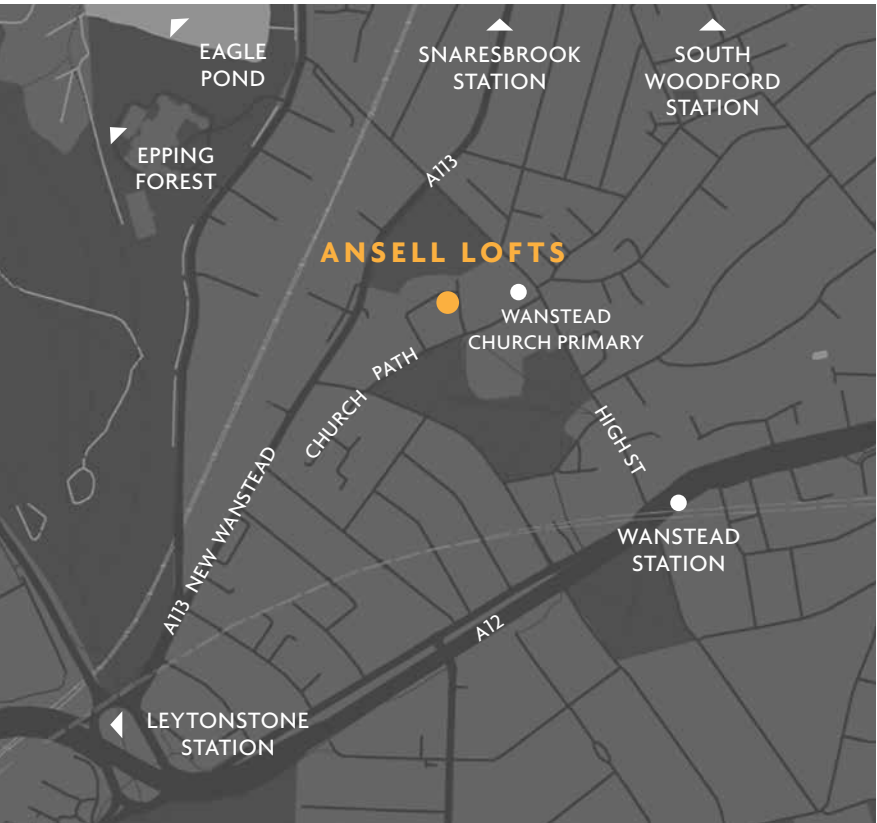 EAGLE
POND
SNARESBROOK
STATION
SOUTH
WOODFORD
STATION
EPPING
FOREST
A113
ANSELL LOFTS
WANSTEAD
CHURCH PRIMARY
CHURCH PATH
HIGH ST
A113 NEW WANSTEAD
WANSTEAD
STATION
A12
LEYTONSTONE
STATION